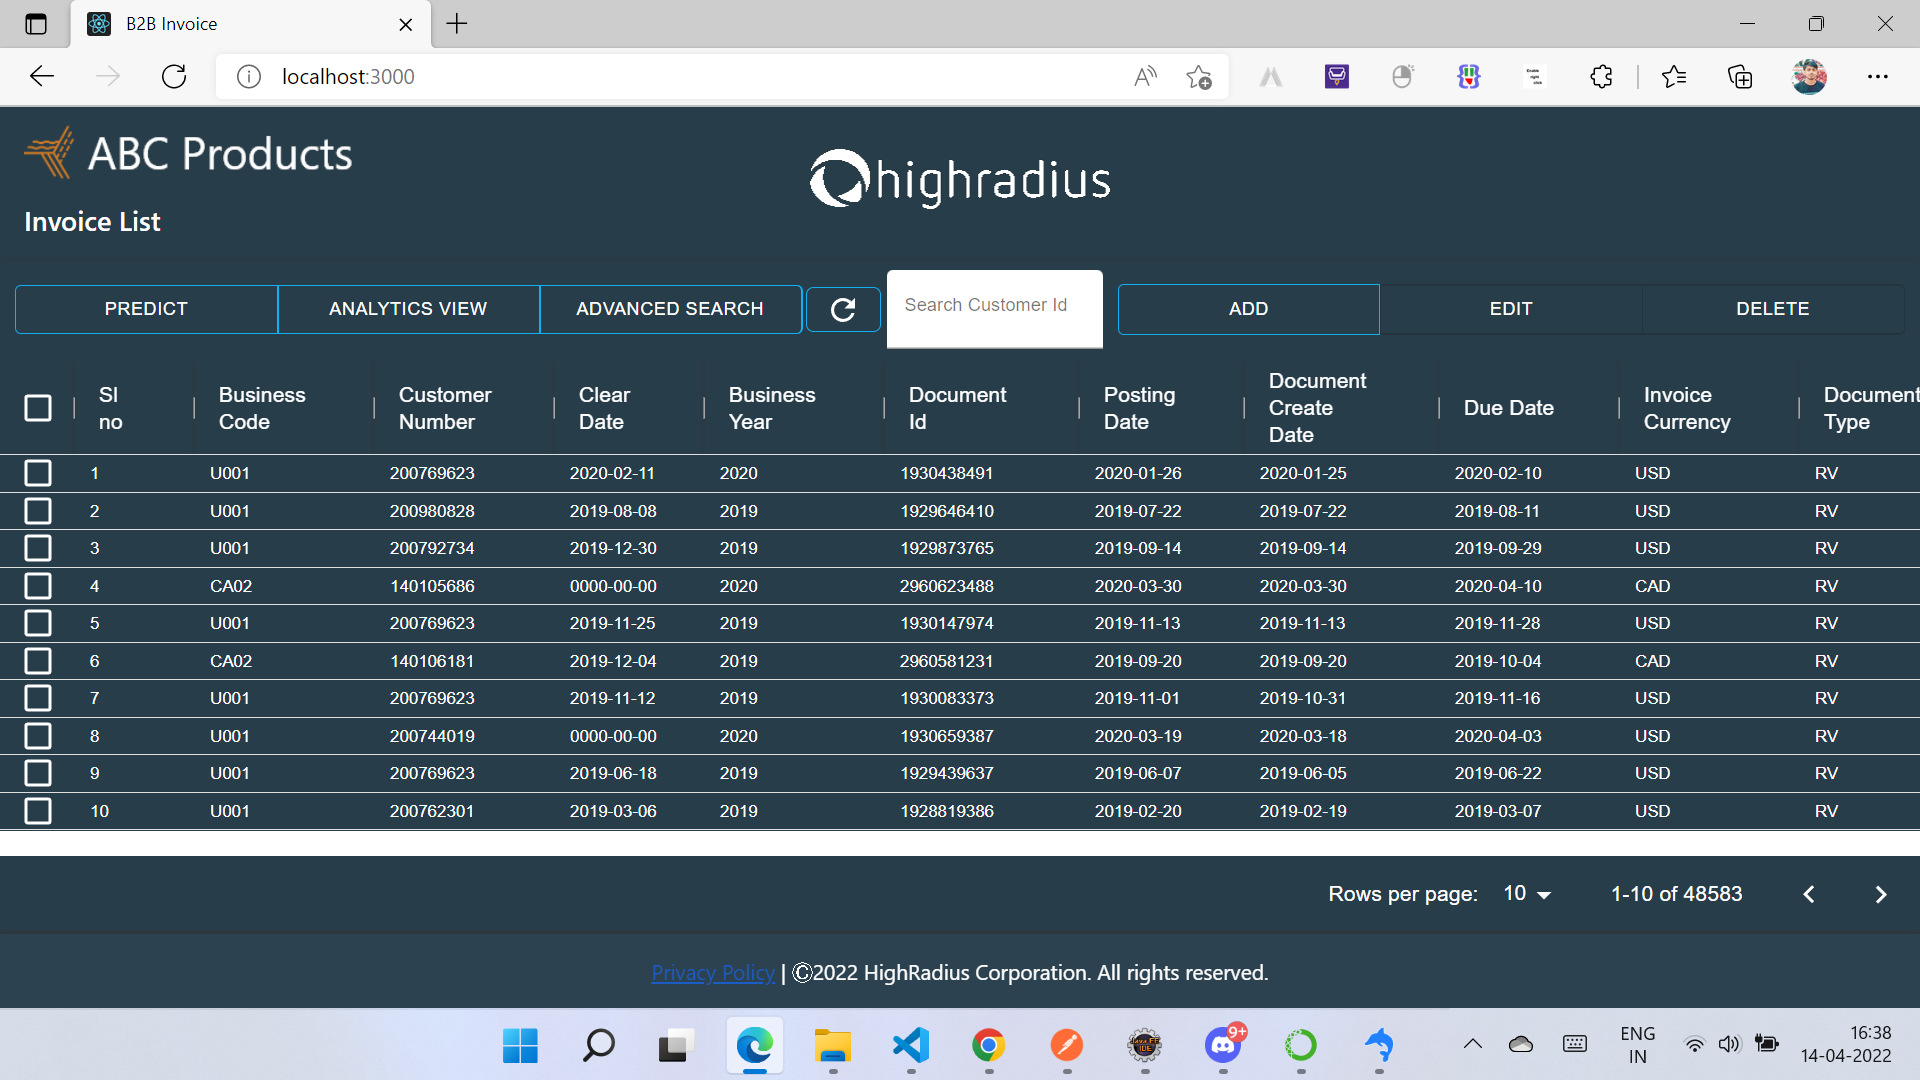 B2B Invoice
localhost:3000
ABC Products
highradius
Invoice List
PREDICT ANALYTICS VIEW ADVANCED SEARCH Search Customer Id ADD EDIT DELETE
Sl no Business Code Customer Number Clear Date Business Year Document Id Posting Date Document Create Date Due Date Invoice Currency Document Type
1 U001 200769623 2020-02-11 2020 1930438491 2020-01-26 2020-01-25 2020-02-10 USD RV
2 U001 200980828 2019-08-08 2019 1929646410 2019-07-22 2019-07-22 2019-08-11 USD RV
3 U001 200792734 2019-12-30 2019 1929873765 2019-09-14 2019-09-14 2019-09-29 USD RV
4 CA02 140105686 0000-00-00 2020 2960623488 2020-03-30 2020-03-30 2020-04-10 CAD RV
5 U001 200769623 2019-11-25 2019 1930147974 2019-11-13 2019-11-13 2019-11-28 USD RV
6 CA02 140106181 2019-12-04 2019 2960581231 2019-09-20 2019-09-20 2019-10-04 CAD RV
7 U001 200769623 2019-11-12 2019 1930083373 2019-11-01 2019-10-31 2019-11-16 USD RV
8 U001 200744019 0000-00-00 2020 1930659387 2020-03-19 2020-03-18 2020-04-03 USD RV
9 U001 200769623 2019-06-18 2019 1929439637 2019-06-07 2019-06-05 2019-06-22 USD RV
10 U001 200762301 2019-03-06 2019 1928819386 2019-02-20 2019-02-19 2019-03-07 USD RV
Rows per page: 10 1-10 of 48583
Privacy Policy | ©2022 HighRadius Corporation. All rights reserved.
9+
ENG
IN
16:38
14-04-2022